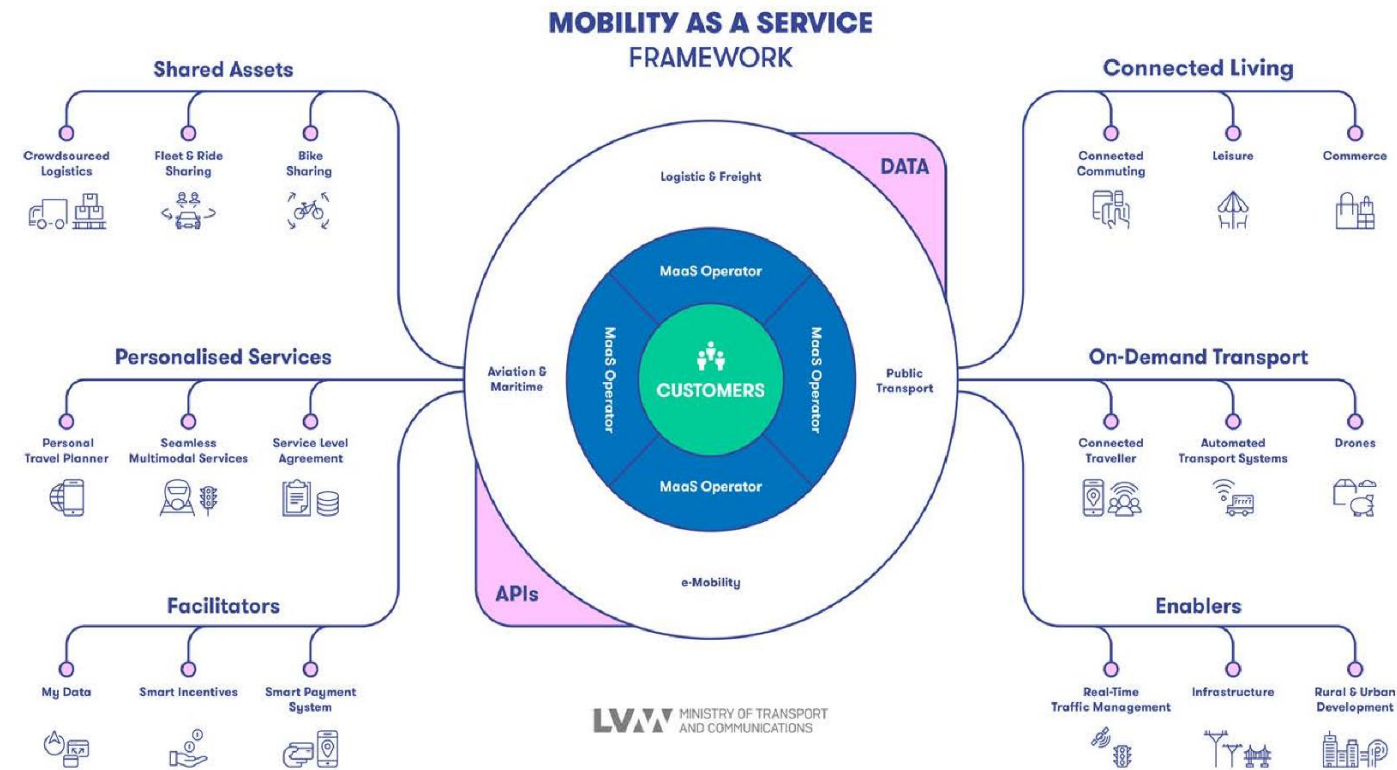 MOBILITY AS A SERVICE
FRAMEWORK
Shared Assets
Crowdsourced
Logistics
Fleet & Ride
Sharing
Bike
Sharing
Personalised Services
Personal
Travel Planner
Seamless
Multimodal Services
Service Level
Agreement
Facilitators
My Data
Smart Incentives
Smart Payment
System
DATA
Logistic & Freight
MaaS Operator
MaaS Operator
CUSTOMERS
MaaS Operator
MaaS Operator
Aviation &
Maritime
Public
Transport
e-Mobility
APIs
LVM MINISTRY OF TRANSPORT
AND COMMUNICATIONS
Connected Living
Connected
Commuting
Leisure
Commerce
On-Demand Transport
Connected
Traveller
Automated
Transport Systems
Drones
Enablers
Real-Time
Traffic Management
Infrastructure
Rural & Urban
Development